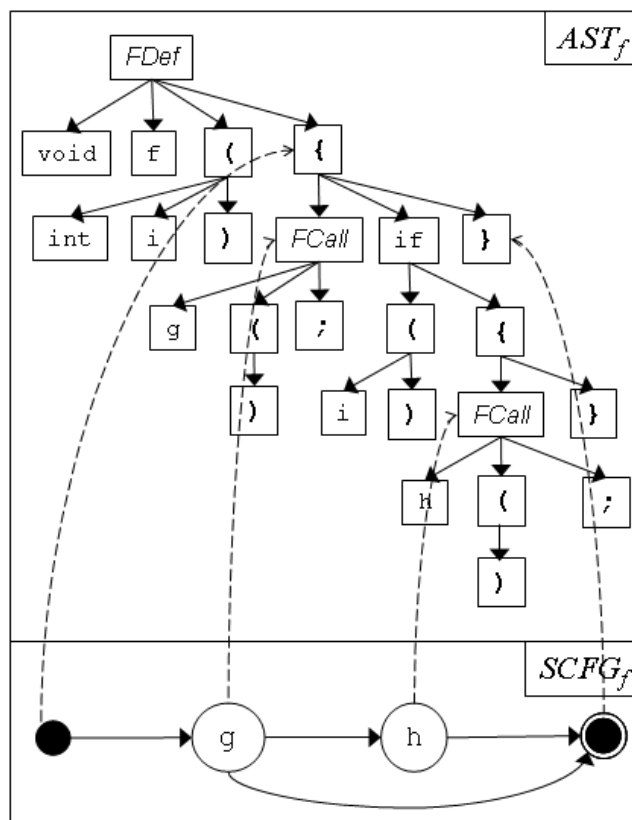 AST_f
FDef
void f ( {
int i ) FCall if }
g ( ; ( {
) i ) FCall }
h ( ;
)
SCFG_f
g h